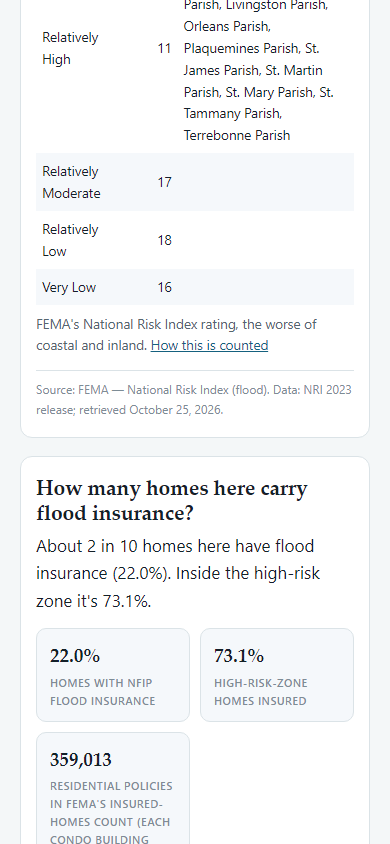 Parish, Livingston Parish,
Orleans Parish,
Relatively High 11 Plaquemines Parish, St.
James Parish, St. Martin
Parish, St. Mary Parish, St.
Tammany Parish,
Terrebonne Parish
Relatively
Moderate 17
Relatively
Low 18
Very Low 16
FEMA's National Risk Index rating, the worse of
coastal and inland. How this is counted
Source: FEMA — National Risk Index (flood). Data: NRI 2023
release; retrieved October 25, 2026.
How many homes here carry
flood insurance?
About 2 in 10 homes here have flood
insurance (22.0%). Inside the high-risk
zone it's 73.1%.
22.0%
HOMES WITH NFIP
FLOOD INSURANCE
73.1%
HIGH-RISK-ZONE
HOMES INSURED
359,013
RESIDENTIAL POLICIES
IN FEMA'S INSURED-
HOMES COUNT (EACH
CONDO BUILDING